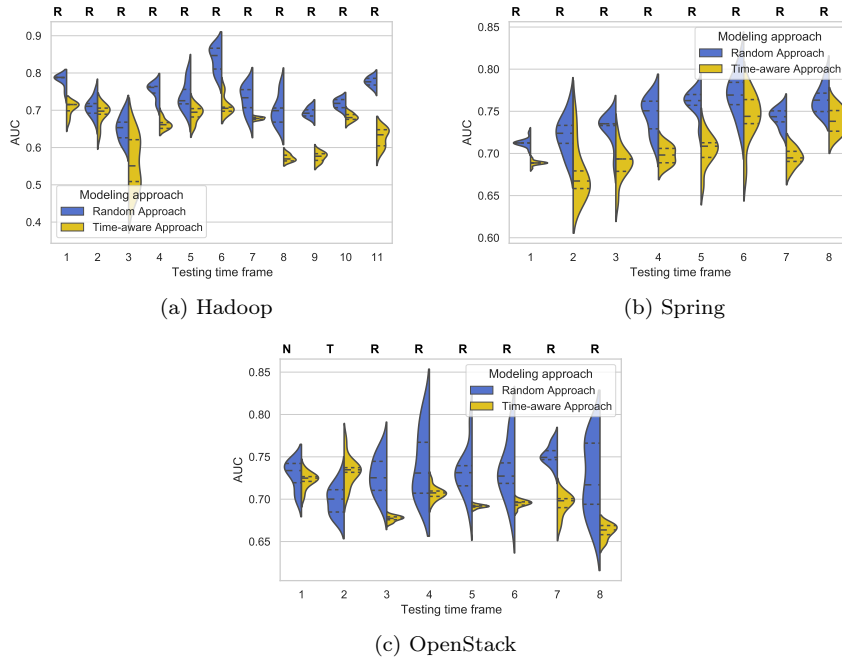 R R R R R R R R R R R
0.9
0.8
0.7
0.6
0.5
0.4
AUC
Modeling approach
Random Approach
Time-aware Approach
1 2 3 4 5 6 7 8 9 10 11
Testing time frame
(a) Hadoop
R R R R R R R R
0.85
0.80
0.75
0.70
0.65
0.60
AUC
Modeling approach
Random Approach
Time-aware Approach
1 2 3 4 5 6 7 8
Testing time frame
(b) Spring
N T R R R R R R
0.85
0.80
0.75
0.70
0.65
AUC
Modeling approach
Random Approach
Time-aware Approach
1 2 3 4 5 6 7 8
Testing time frame
(c) OpenStack